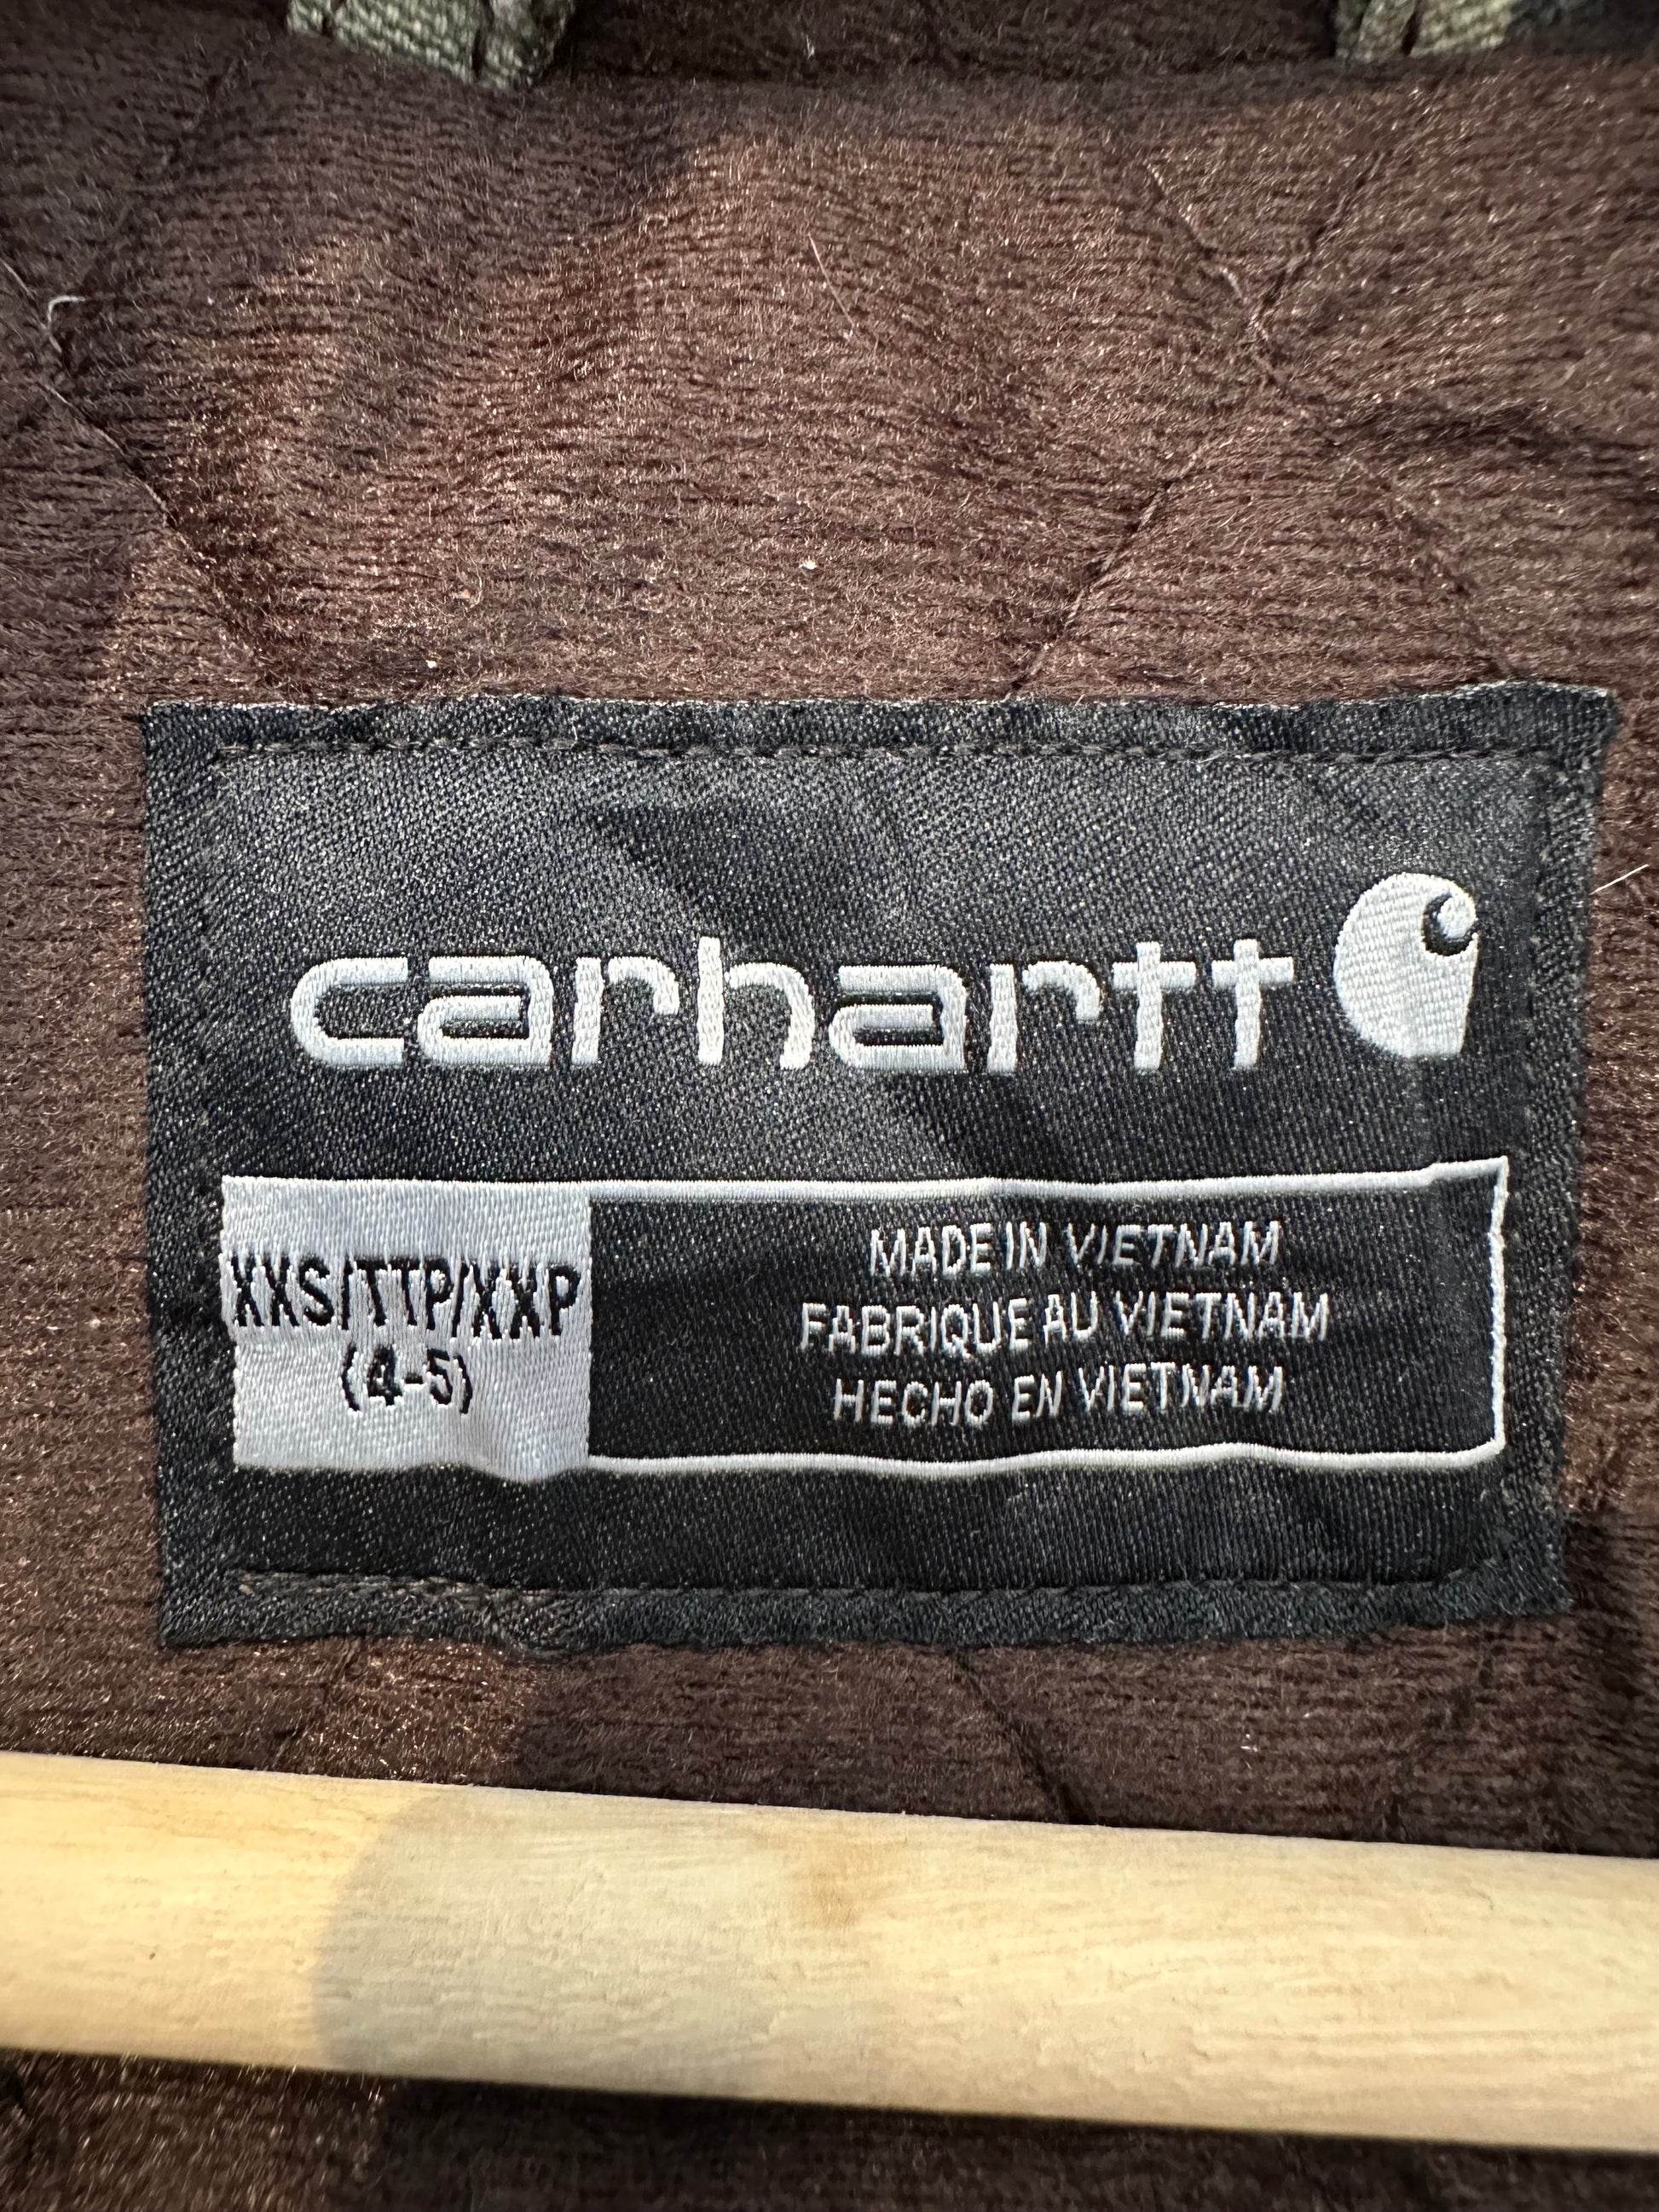 carhartt
XXS/TTP/XXP
(4-5)
MADE IN VIETNAM
FABRIQUE AU VIETNAM
HECHO EN VIETNAM